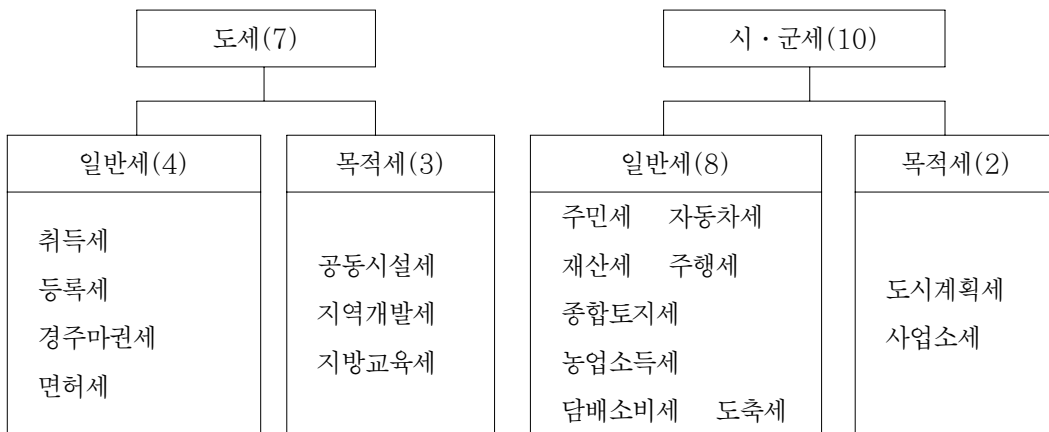 도세(7)
시・군세(10)
일반세(4)
목적세(3)
일반세(8)
목적세(2)
취득세
등록세
경주마권세
면허세
공동시설세
지역개발세
지방교육세
주민세 자동차세
재산세 주행세
종합토지세
농업소득세
담배소비세 도축세
도시계획세
사업소세